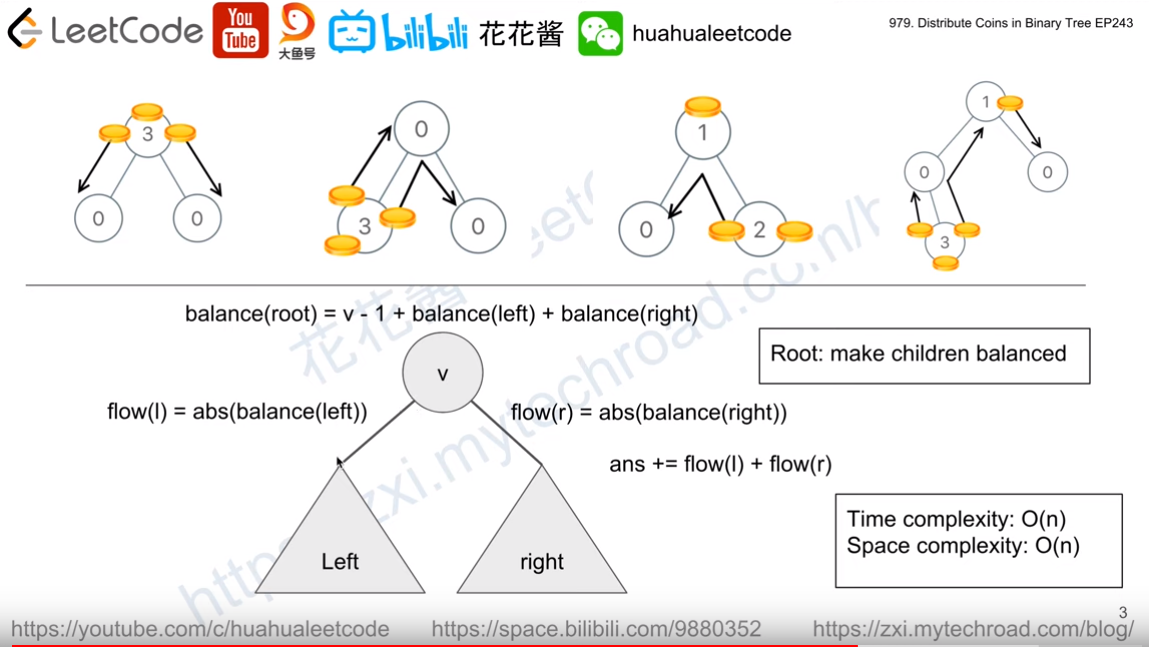 LeetCode
You
Tube
大鱼号
bilibili 花花酱
huahualeetcode
979. Distribute Coins in Binary Tree EP243
3
0
0
0
3
0
1
0
2
1
0
0
3
balance(root) = v - 1 + balance(left) + balance(right)
Root: make children balanced
v
flow(l) = abs(balance(left))
flow(r) = abs(balance(right))
ans += flow(l) + flow(r)
Left
right
Time complexity: O(n)
Space complexity: O(n)
花花酱
3
https://youtube.com/c/huahualeetcode
https://space.bilibili.com/9880352
https://zxi.mytechroad.com/blog/